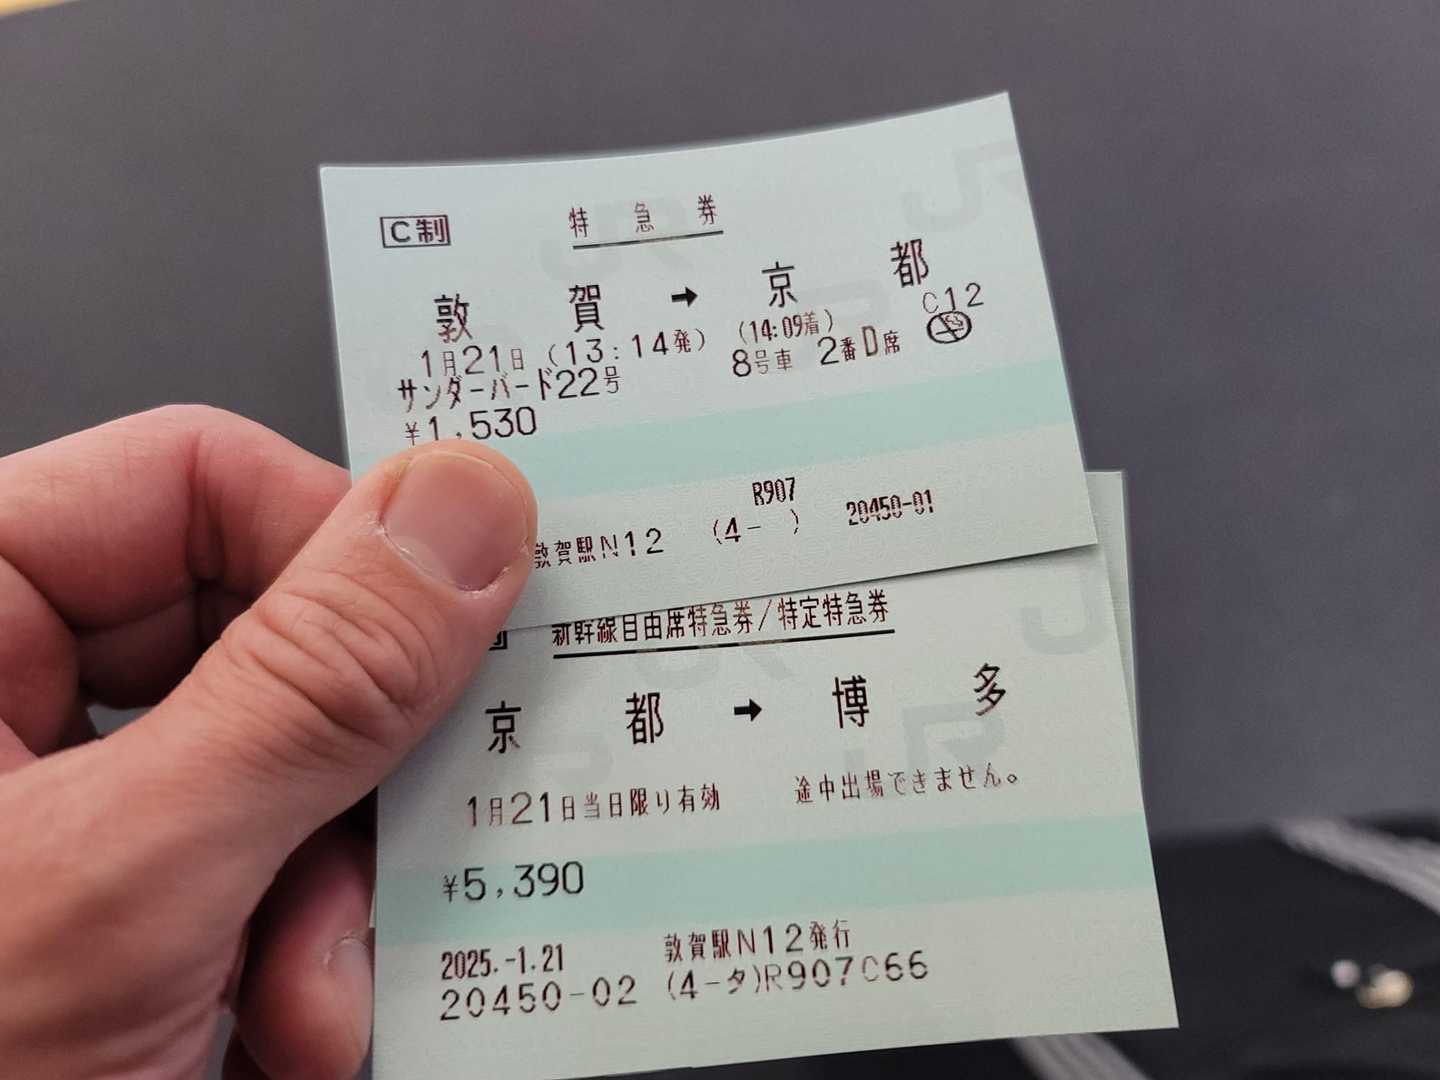 C制
特急券
敦賀 → 京都
C12
1月21日 (13:14発) (14:09着)
サンダーバード22号 8号車 2番D席
¥1,530
R907
敦賀駅N12 (4- ) 20450-01
新幹線自由席特急券/特定特急券
京都 → 博多
1月21日当日限り有効 途中出場できません。
¥5,390
2025.-1.21 敦賀駅N12発行
20450-02 (4-タ)R907C66